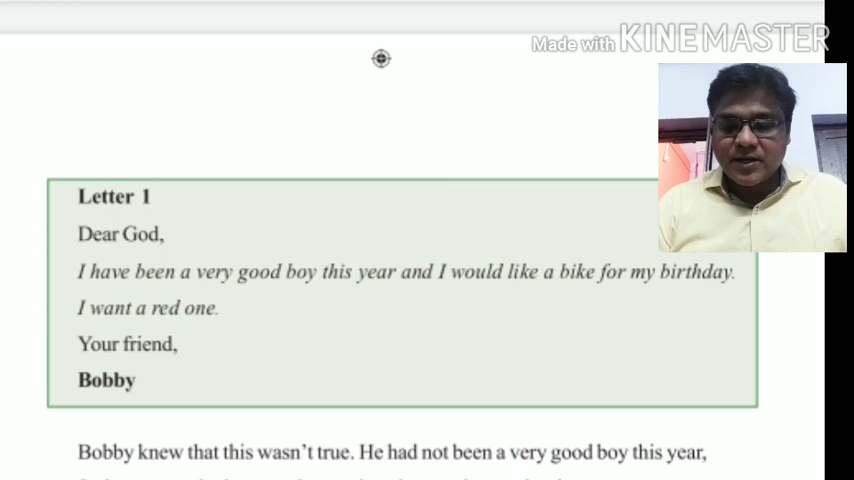 Made with KINEMASTER
Letter 1
Dear God,
I have been a very good boy this year and I would like a bike for my birthday.
I want a red one.
Your friend,
Bobby
Bobby knew that this wasn't true. He had not been a very good boy this year,